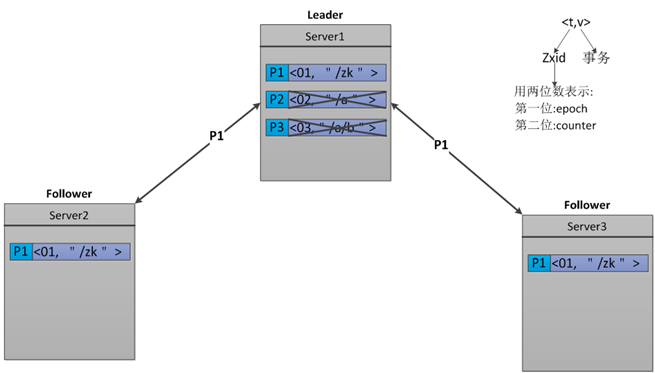 Leader
Server1
P1 <01, "/zk" >
P2 <02, "/a" >
P3 <03, "/a/b" >
<t,v>
Zxid 事务
用两位数表示:
第一位:epoch
第二位:counter
P1
P1
Follower
Server2
P1 <01, "/zk" >
Follower
Server3
P1 <01, "/zk" >